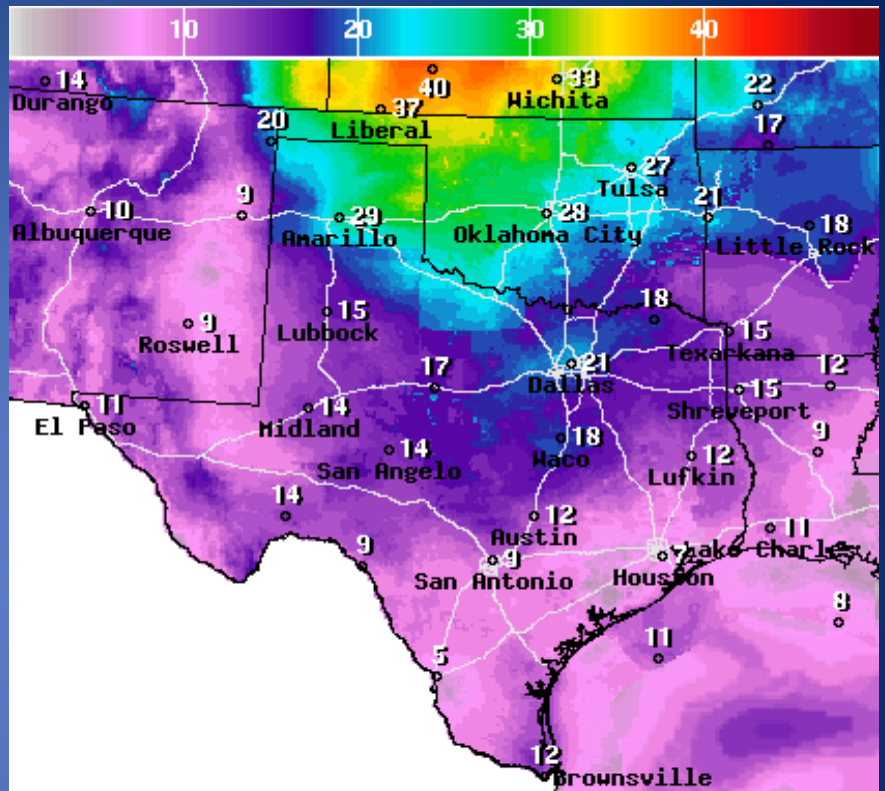 10 20 30 40
14
Durango
40
33
Wichita
37
Liberal
22
20
17
27
Tulsa
10
Albuquerque
9
29
Amarillo
28
Oklahoma City
21
18
Little Rock
9
Roswell
15
Lubbock
18
15
Texarkana
17
21
Dallas
12
15
Shreveport
11
El Paso
14
Midland
14
San Angelo
18
Waco
12
Lufkin
9
14
12
Austin
11
9
9
San Antonio
Houston
Lake Charles
8
11
5
12
Brownsville